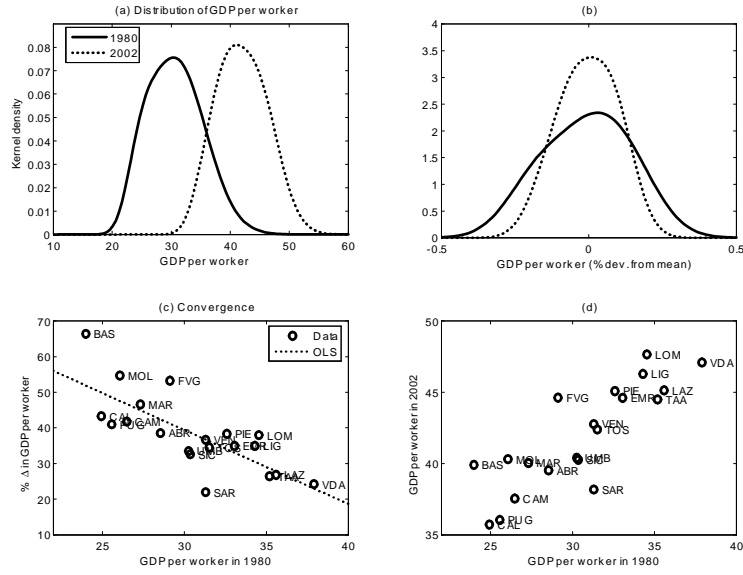 (a) Distribution of GDP per worker
0.08
0.07
0.06
0.05
0.04
0.03
0.02
0.01
0
Kernel density
1980
2002
10 20 30 40 50 60
GDP per worker
(b)
4
3.5
3
2.5
2
1.5
1
0.5
0
-0.5 0 0.5
GDP per worker (% dev. from mean)
(c) Convergence
70
60
50
40
30
20
10
% Δ in GDP per worker
Data
OLS
BAS
MOL
FVG
MAR
CAL
CAM
PUG
ABR
VEN
PIE
LOM
UMB
TOS
EMR
LIG
SIC
SAR
TAA
LAZ
VDA
25 30 35 40
GDP per worker in 1980
(d)
50
45
40
35
GDP per worker in 2002
LOM
VDA
LIG
PIE
LAZ
FVG
EMR
TAA
VEN
TOS
BAS
MOL
MAR
UMB
SIC
ABR
SAR
CAM
PUG
CAL
20 25 30 35 40
GDP per worker in 1980